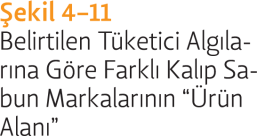 Şekil 4–11
Belirtilen Tüketici Algıla-
rına Göre Farklı Kalıp Sa-
bun Markalarının “Ürün
Alanı”